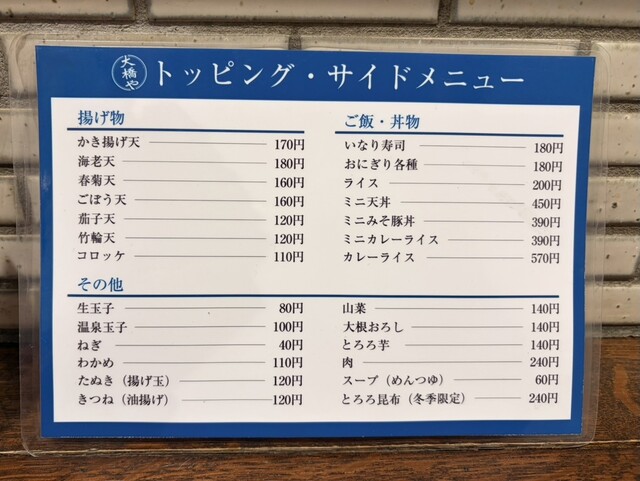 大橋や トッピング・サイドメニュー
揚げ物
かき揚げ天 170円
海老天 180円
春菊天 160円
ごぼう天 160円
茄子天 120円
竹輪天 120円
コロッケ 110円
ご飯・丼物
いなり寿司 180円
おにぎり各種 180円
ライス 200円
ミニ天丼 450円
ミニみそ豚丼 390円
ミニカレーライス 390円
カレーライス 570円
その他
生玉子 80円
温泉玉子 100円
ねぎ 40円
わかめ 110円
たぬき（揚げ玉） 120円
きつね（油揚げ） 120円
山菜 140円
大根おろし 140円
とろろ芋 140円
肉 240円
スープ（めんつゆ） 60円
とろろ昆布（冬季限定） 240円